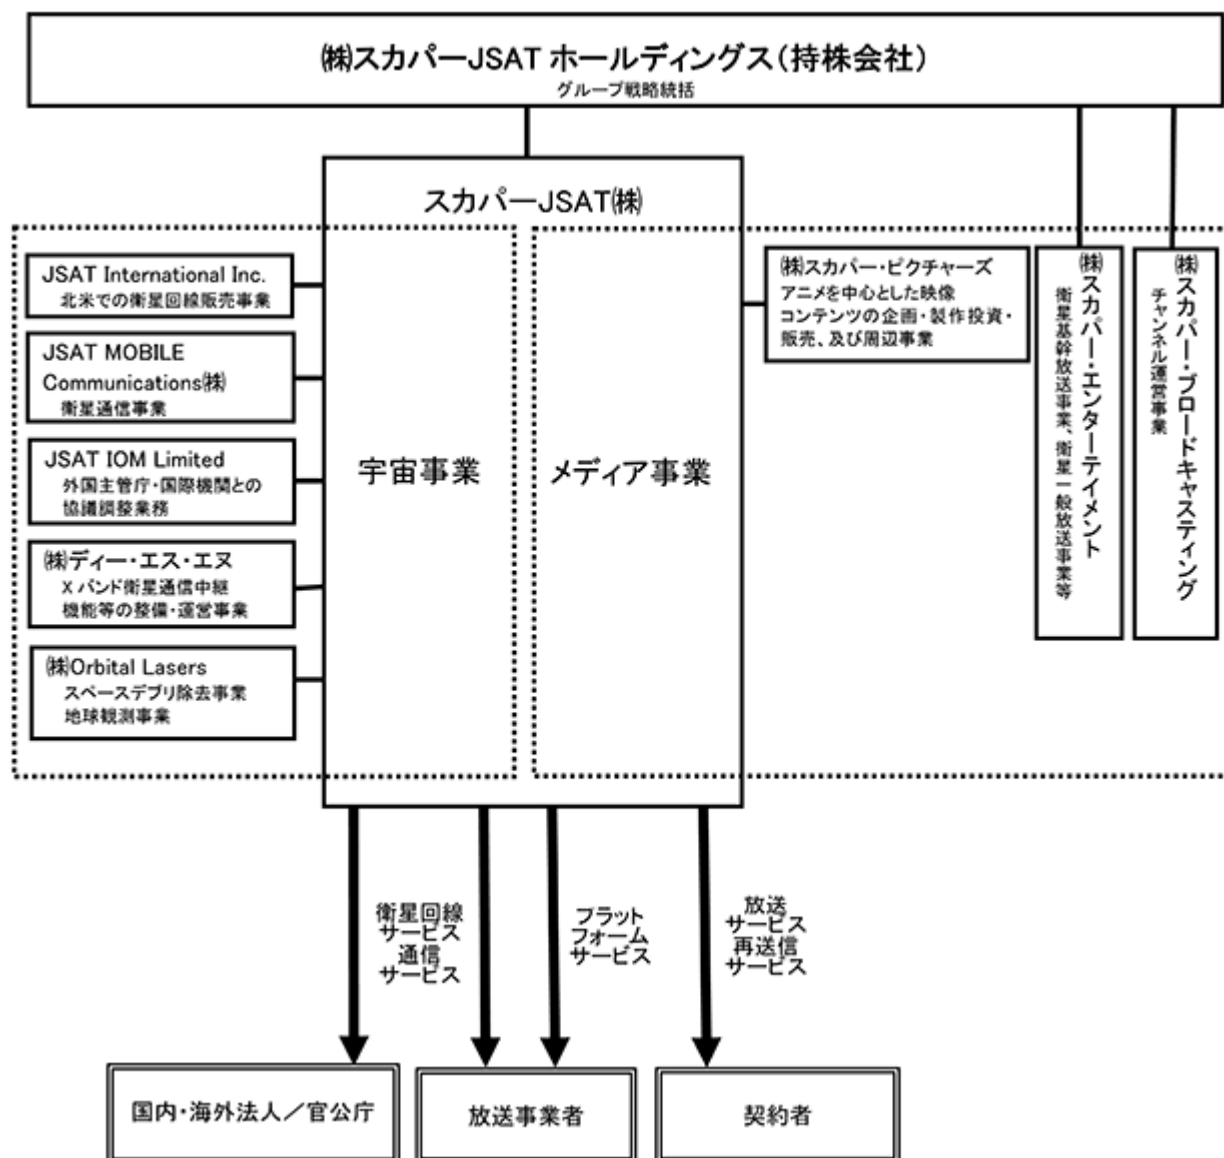 ㈱スカパーJSAT ホールディングス(持株会社)
グループ戦略統括
スカパーJSAT㈱
JSAT International Inc.
北米での衛星回線販売事業
JSAT MOBILE
Communications㈱
衛星通信事業
JSAT IOM Limited
外国主管庁・国際機関との
協議調整業務
㈱ディー・エス・エヌ
X バンド衛星通信中継
機能等の整備・運営事業
㈱Orbital Lasers
スペースデブリ除去事業
地球観測事業
宇宙事業
メディア事業
㈱スカパー・ピクチャーズ
アニメを中心とした映像
コンテンツの企画・製作投資・
販売、及び周辺事業
㈱スカパー・エンターテイメント
衛星基幹放送事業、衛星一般放送事業等
㈱スカパー・ブロードキャスティング
チャンネル運営事業
衛星回線
サービス
通信
サービス
プラット
フォーム
サービス
放送
サービス
再送信
サービス
国内・海外法人/官公庁
放送事業者
契約者